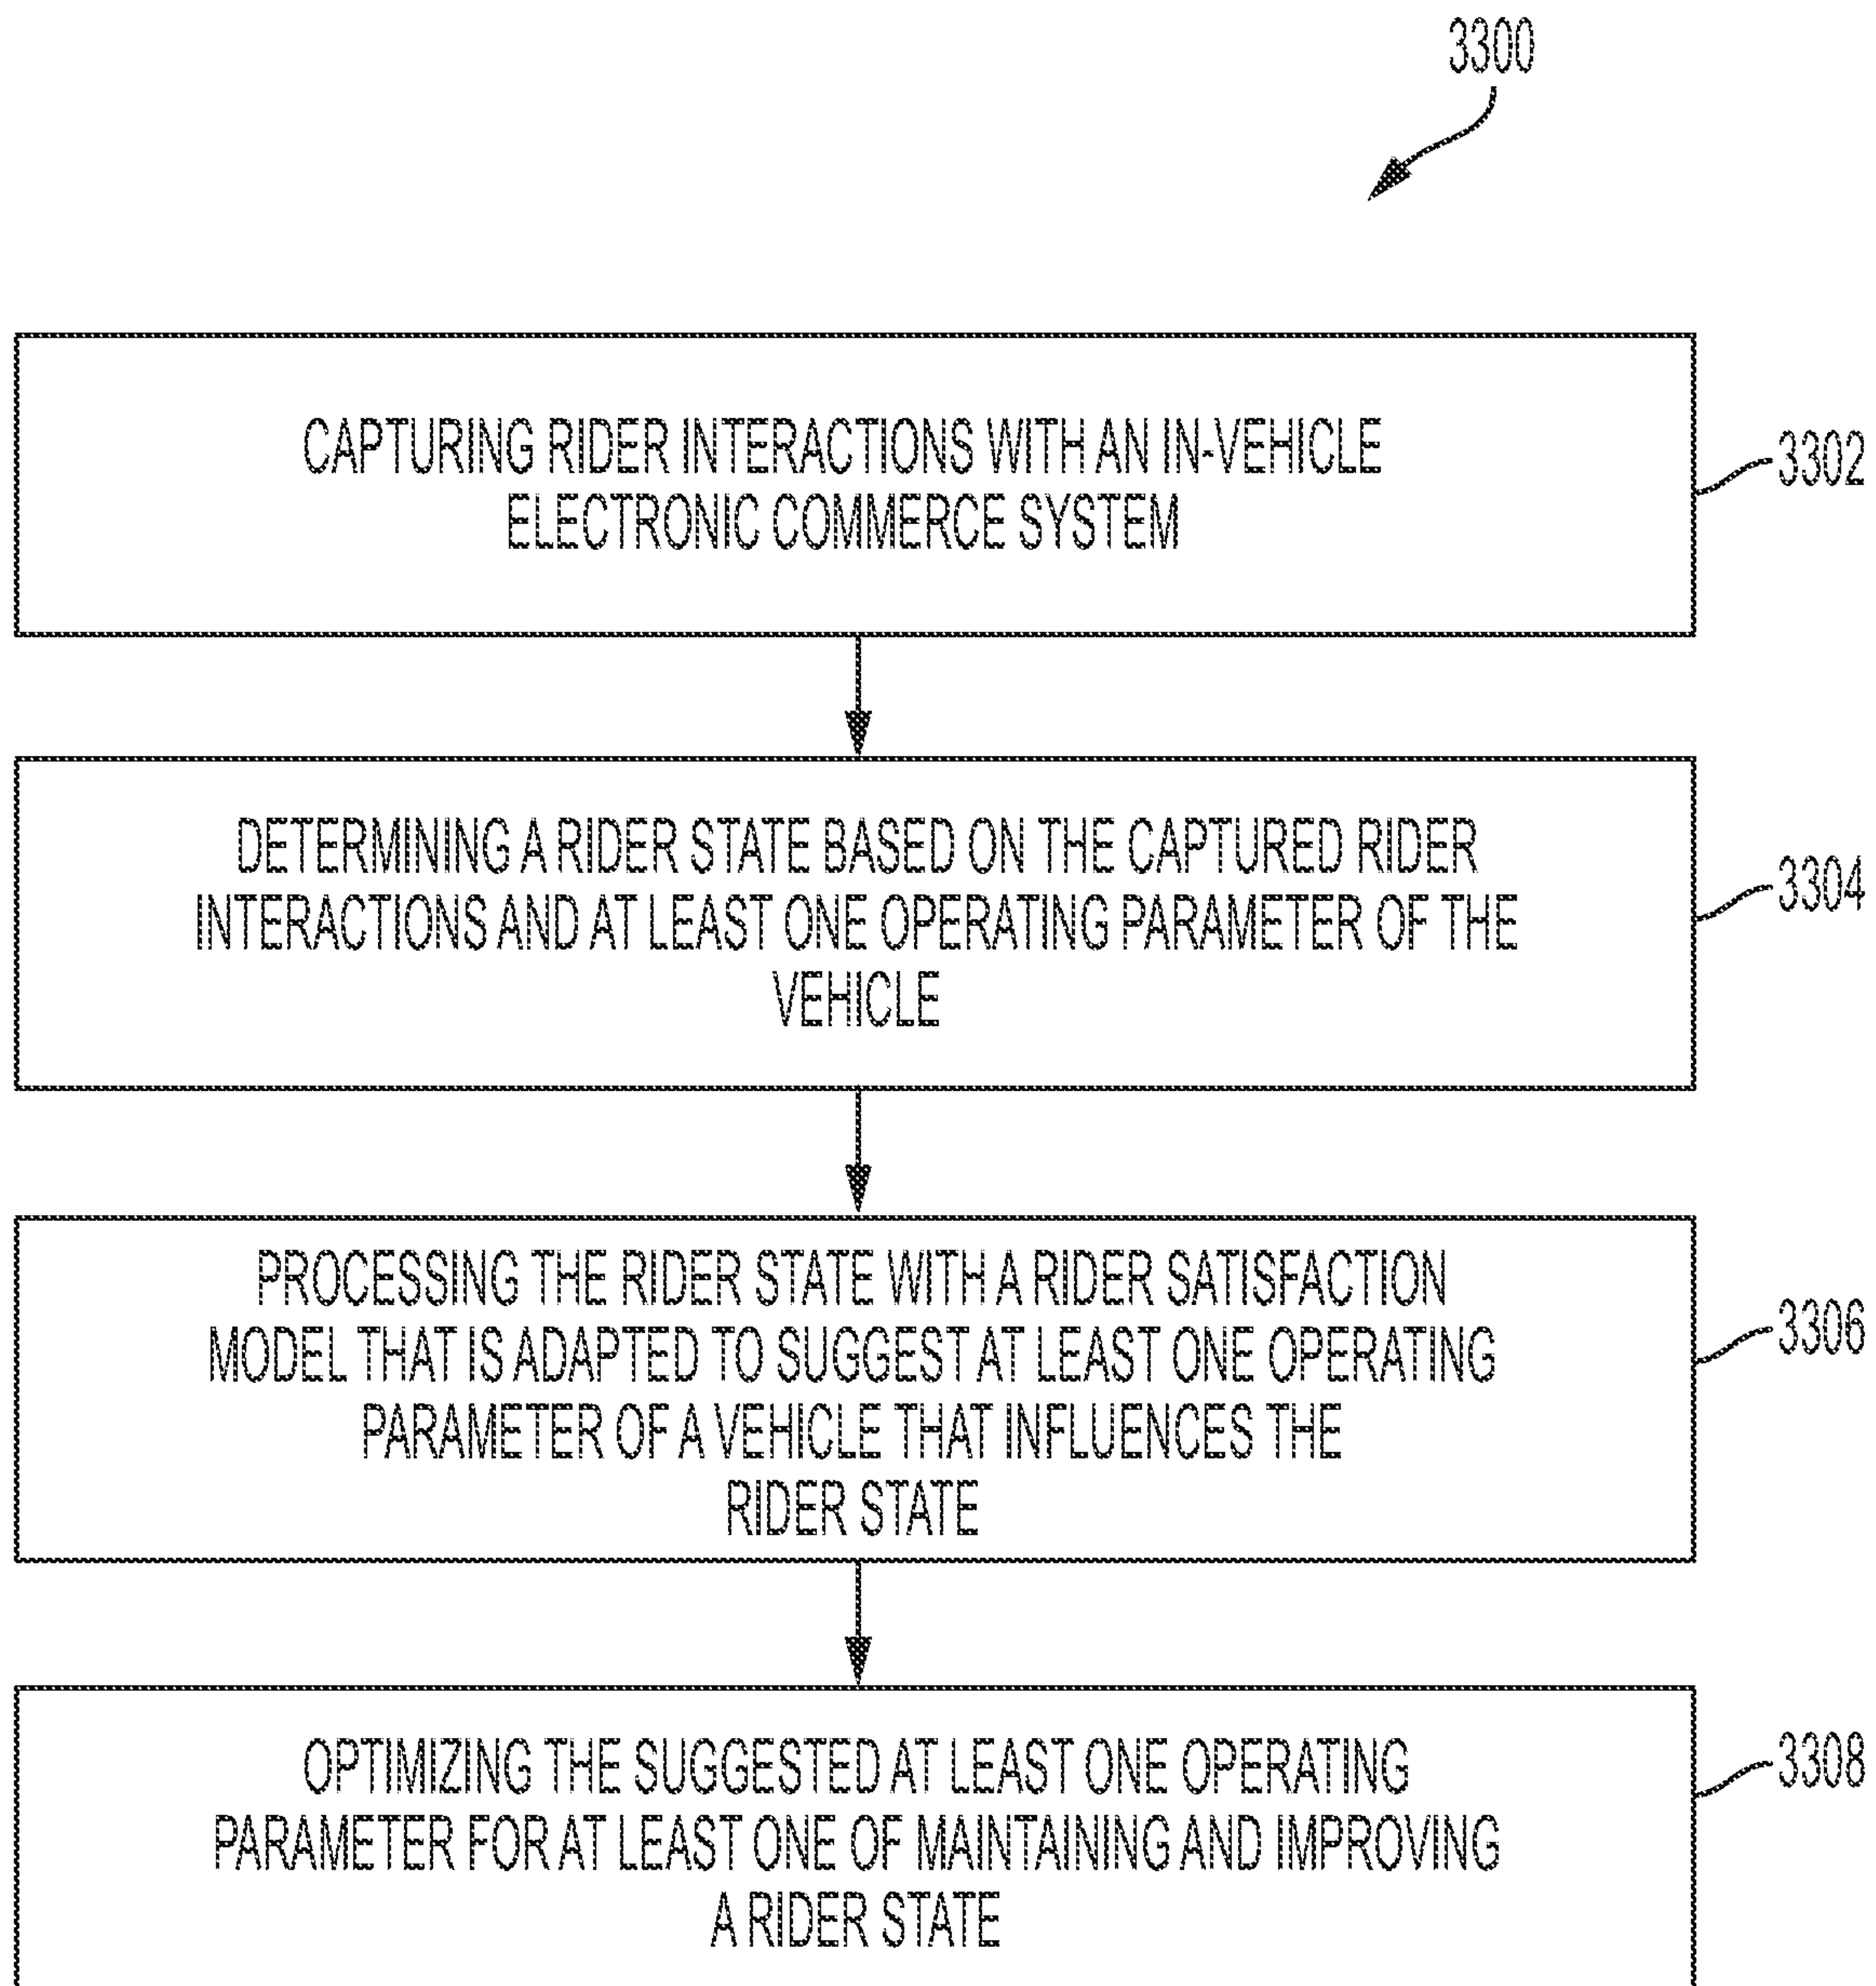 3300
CAPTURING RIDER INTERACTIONS WITH AN IN-VEHICLE
ELECTRONIC COMMERCE SYSTEM
3302
DETERMINING A RIDER STATE BASED ON THE CAPTURED RIDER
INTERACTIONS AND AT LEAST ONE OPERATING PARAMETER OF THE
VEHICLE
3304
PROCESSING THE RIDER STATE WITH A RIDER SATISFACTION
MODEL THAT IS ADAPTED TO SUGGEST AT LEAST ONE OPERATING
PARAMETER OF A VEHICLE THAT INFLUENCES THE
RIDER STATE
3306
OPTIMIZING THE SUGGESTED AT LEAST ONE OPERATING
PARAMETER FOR AT LEAST ONE OF MAINTAINING AND IMPROVING
A RIDER STATE
3308